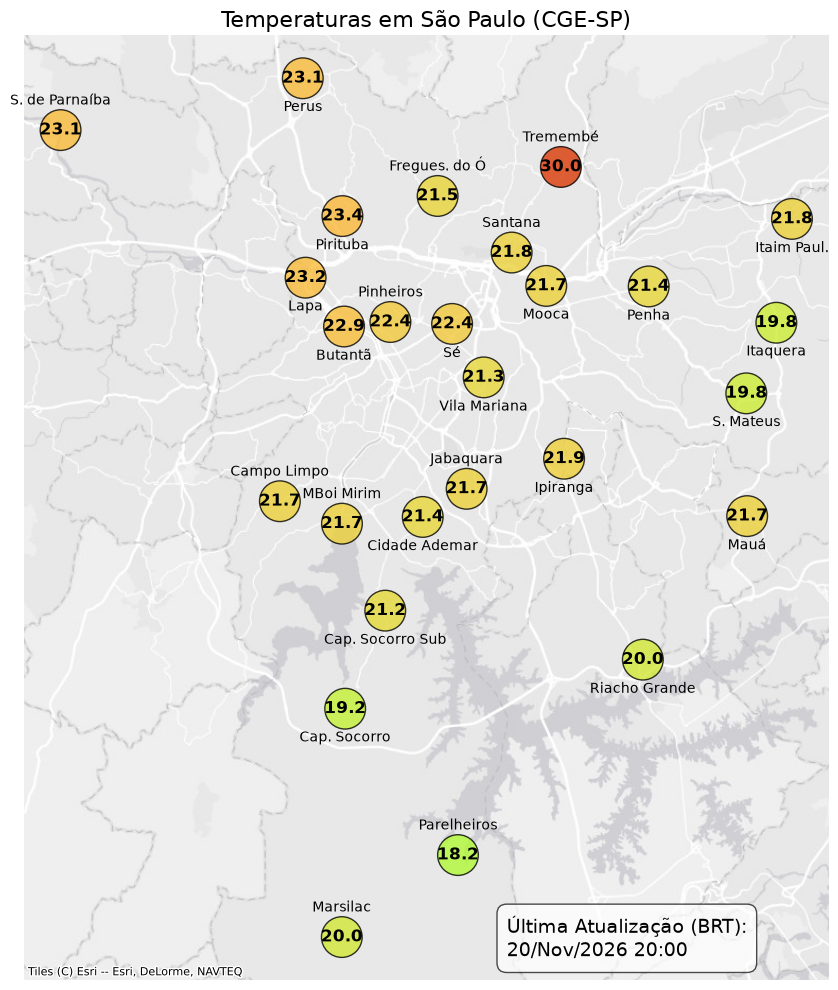 Temperaturas em São Paulo (CGE-SP)
23.1
Perus
S. de Parnaíba
23.1
Tremembé
30.0
Fregues. do Ó
21.5
23.4
Pirituba
Santana
21.8
21.8
Itaim Paul.
23.2
Lapa
21.7
Mooca
21.4
Penha
Pinheiros
22.4
22.9
Butantã
22.4
Sé
19.8
Itaquera
21.3
Vila Mariana
19.8
S. Mateus
Jabaquara
21.7
21.9
Ipiranga
Campo Limpo
21.7
MBoi Mirim
21.7
21.4
Cidade Ademar
21.7
Mauá
21.2
Cap. Socorro Sub
20.0
Riacho Grande
19.2
Cap. Socorro
Parelheiros
18.2
Marsilac
20.0
Última Atualização (BRT):
20/Nov/2026 20:00
Tiles (C) Esri -- Esri, DeLorme, NAVTEQ